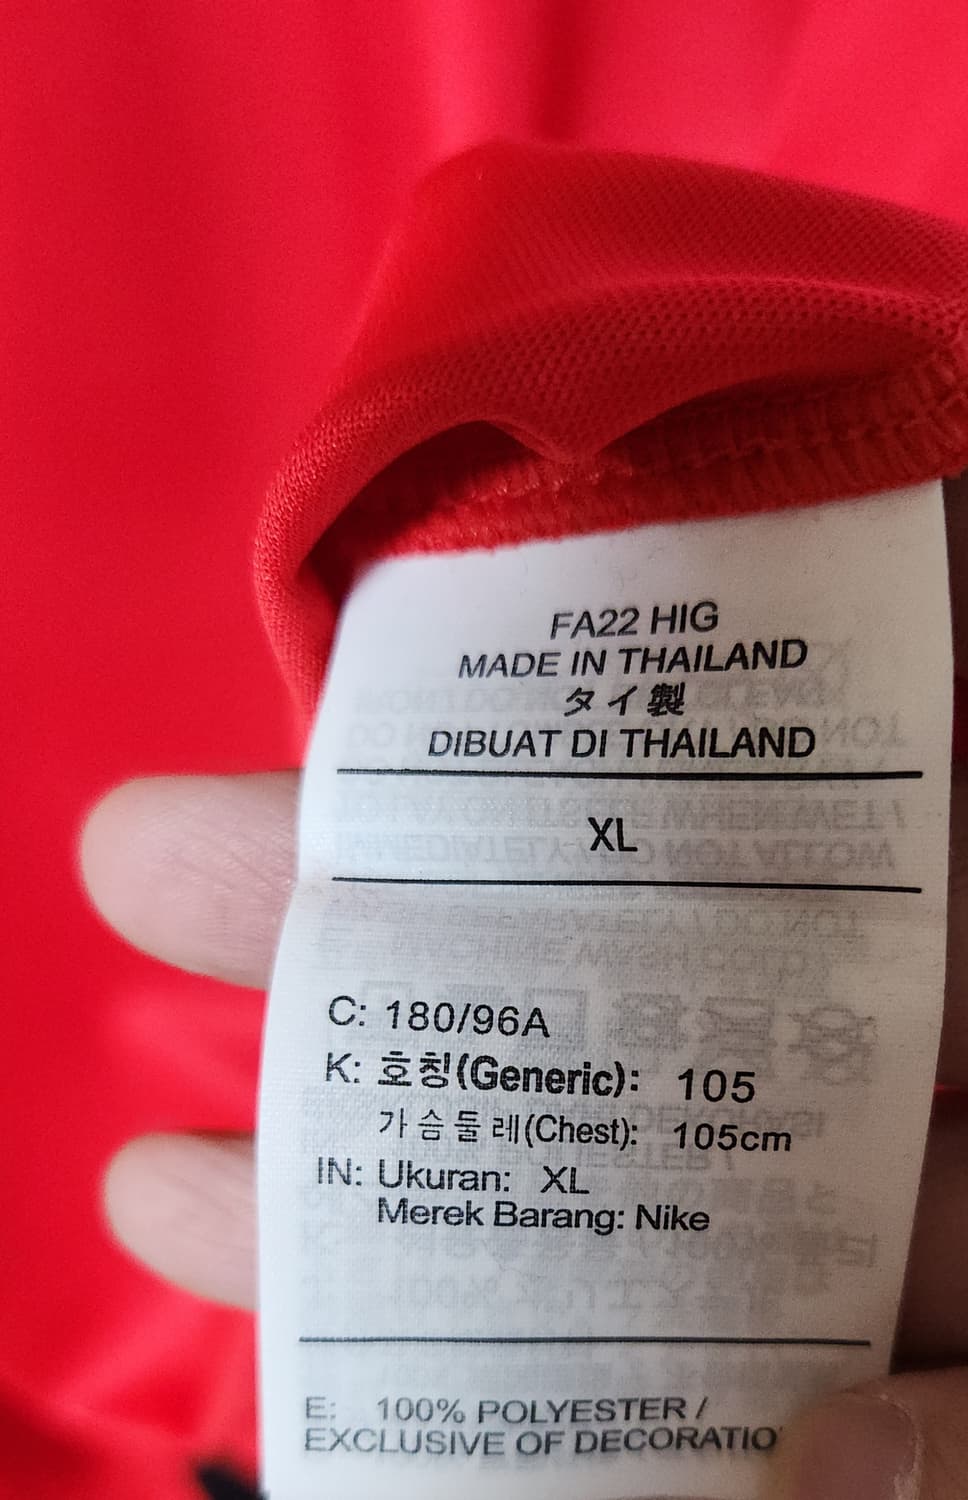 FA22 HIG
MADE IN THAILAND
タイ製
DIBUAT DI THAILAND
XL
C: 180/96A
K: 호칭(Generic): 105
가슴둘레(Chest): 105cm
IN: Ukuran: XL
Merek Barang: Nike
E: 100% POLYESTER /
EXCLUSIVE OF DECORATIO